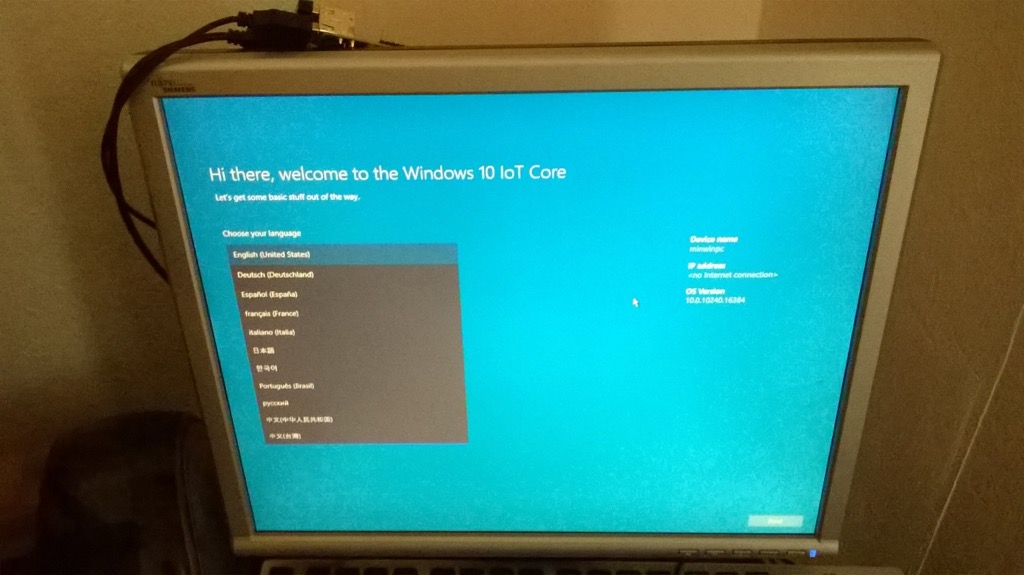 SIEMENS
Hi there, welcome to the Windows 10 IoT Core
Let's get some basic stuff out of the way.
Choose your language
English (United States)
Deutsch (Deutschland)
Español (España)
français (France)
italiano (Italia)
日本語
한국어
Português (Brasil)
русский
中文(中华人民共和国)
中文(台灣)
Device name
minwinpc
IP address
<no Internet connection>
OS Version
10.0.10240.16384
Next